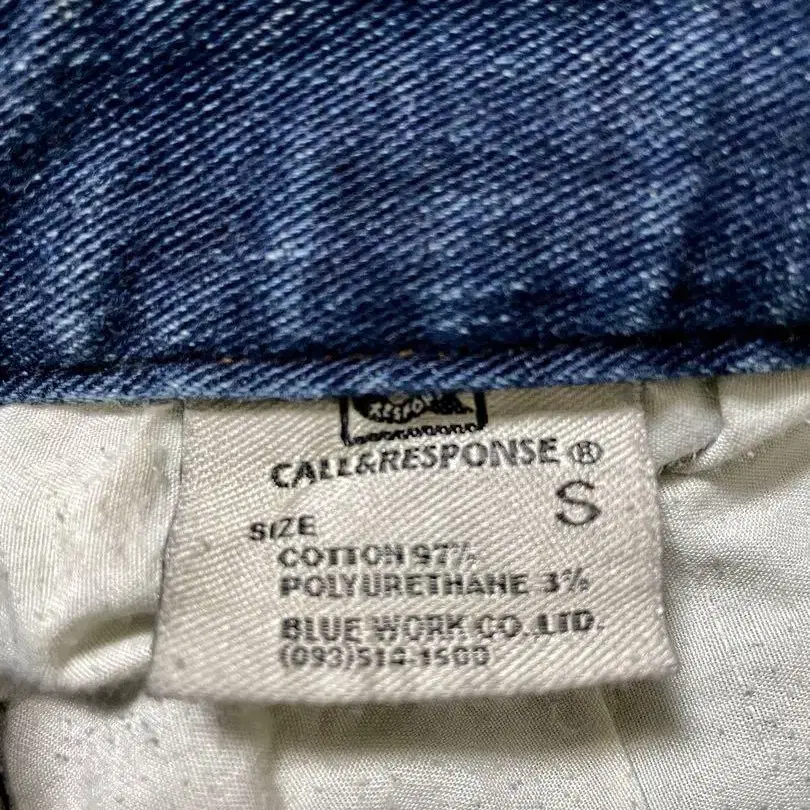 CALL&RESPONSE ®
S
SIZE
COTTON 97%
POLYURETHANE 3%
BLUE WORK CO.,LTD.
(093)514-1500